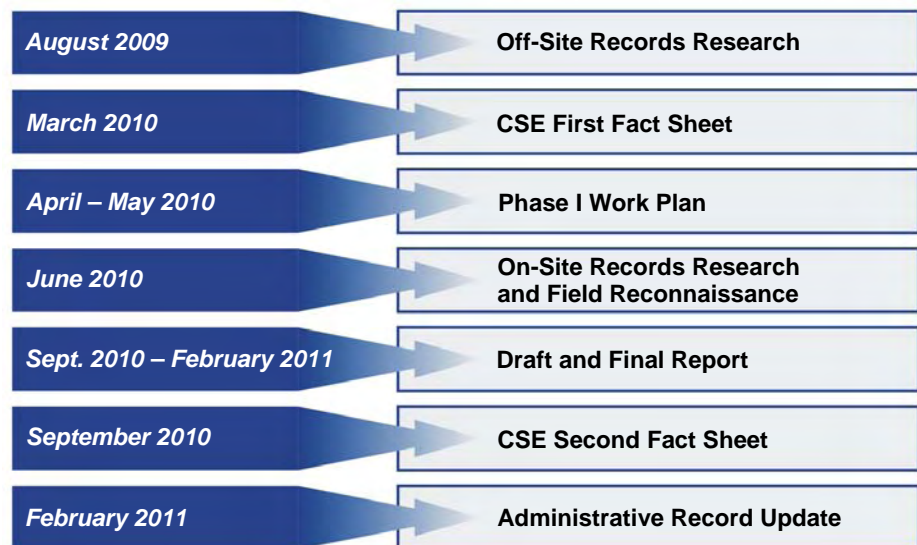 August 2009
Off-Site Records Research
March 2010
CSE First Fact Sheet
April – May 2010
Phase I Work Plan
June 2010
On-Site Records Research
and Field Reconnaissance
Sept. 2010 – February 2011
Draft and Final Report
September 2010
CSE Second Fact Sheet
February 2011
Administrative Record Update